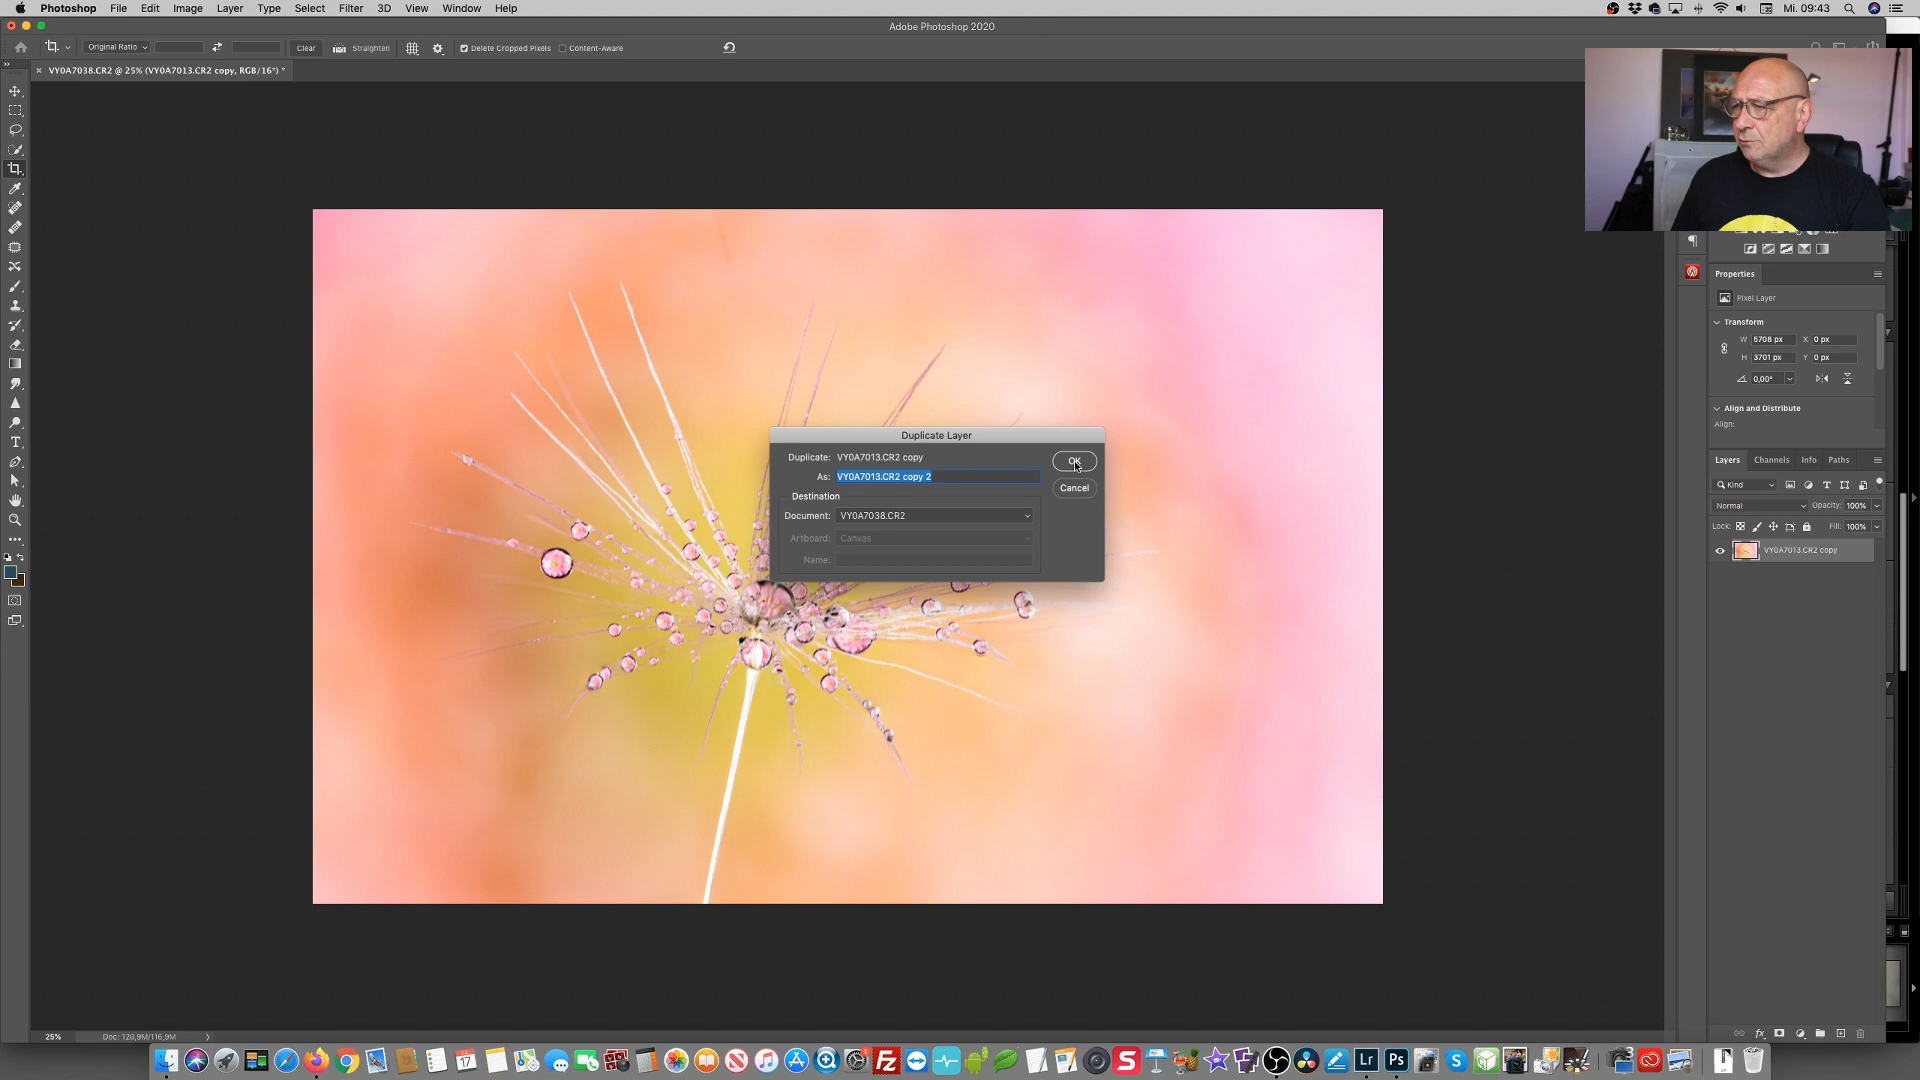 Photoshop File Edit Image Layer Type Select Filter 3D View Window Help Mi. 09:43
Adobe Photoshop 2020
Original Ratio Clear Straighten Delete Cropped Pixels Content-Aware
VY0A7038.CR2 @ 25% (VY0A7013.CR2 copy, RGB/16*) *
Properties
Pixel Layer
Transform
W 5708 px X 0 px
H 3701 px Y 0 px
0,00°
Align and Distribute
Align:
Duplicate Layer
Duplicate: VY0A7013.CR2 copy
OK
As: VY0A7013.CR2 copy 2
Cancel
Destination
Document: VY0A7038.CR2
Artboard: Canvas
Name:
Layers Channels Info Paths
Kind
Normal Opacity: 100%
Lock: Fill: 100%
VY0A7013.CR2 copy
25% Doc: 120,9M/116,9M
17
Fz
S
Lr
Ps